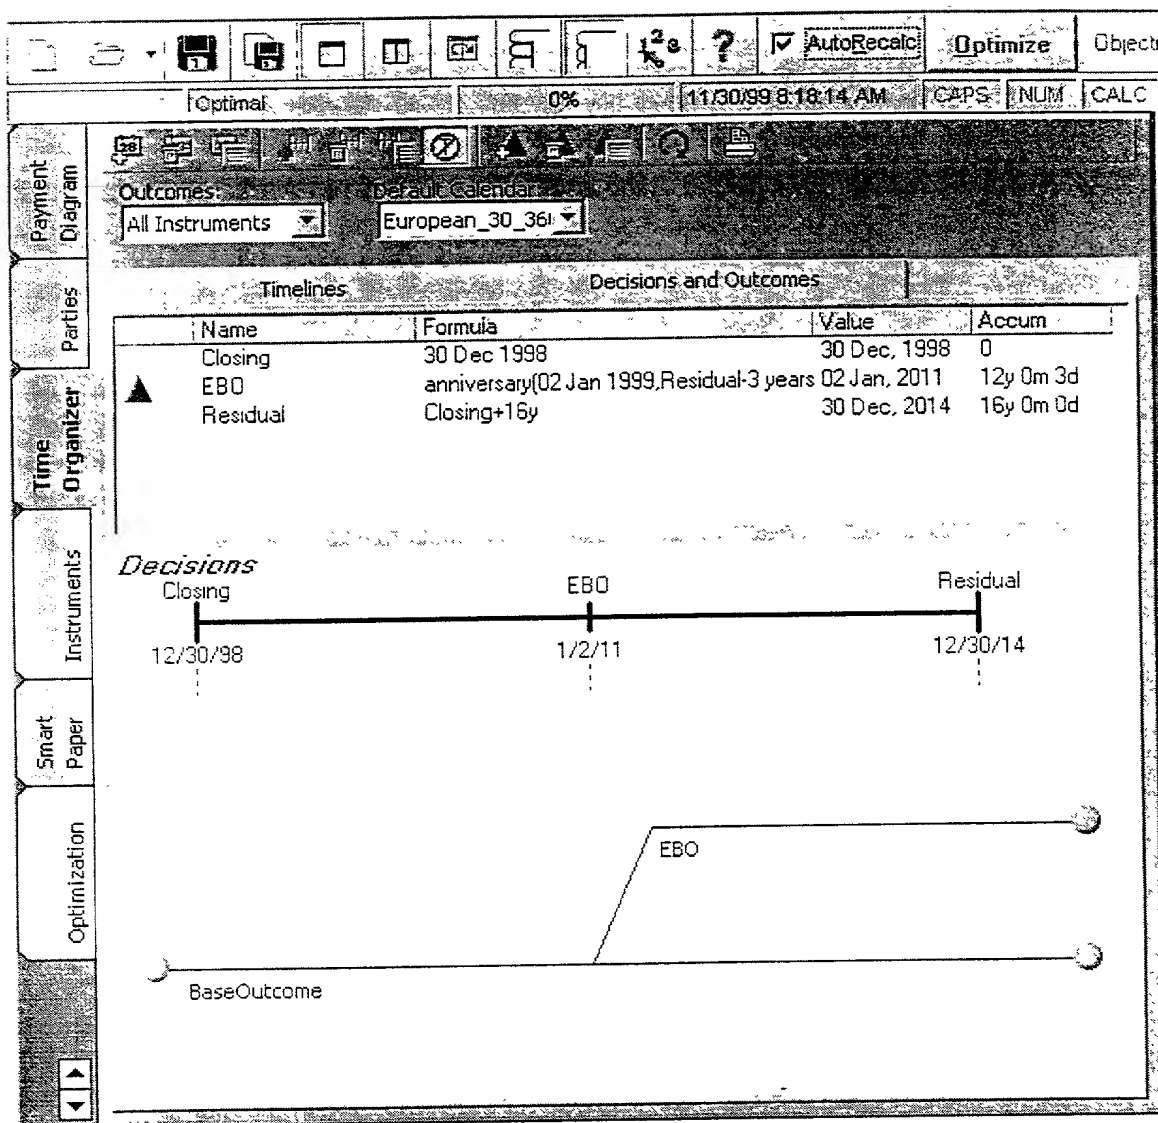 AutoRecalc Optimize
Optimal 0% 11/30/99 8:18:14 AM CAPS NUM CALC
Payment
Diagram
Parties
Time
Organizer
Instruments
Smart
Paper
Optimization
Outcomes: Default Calendar
All Instruments
Timelines Decisions and Outcomes
Name Formula Value Accum
Closing 30 Dec 1998 30 Dec, 1998 0
EBO anniversary(02 Jan 1999,Residual-3 years 02 Jan, 2011 12y 0m 3d
Residual Closing+16y 30 Dec, 2014 16y 0m 0d
Decisions
Closing EBO Residual
12/30/98 1/2/11 12/30/14
EBO
BaseOutcome